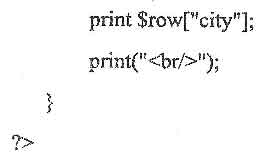 print $row["city"];
print("<br/>");
}
?>